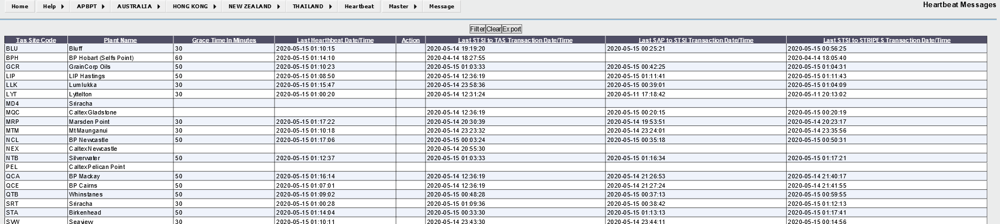 Home Help APBPT AUSTRALIA HONG KONG NEW ZEALAND THAILAND Heartbeat Master Message Heartbeat Messages
Filter Clear Export
Tas Site Code Plant Name Grace Time In Minutes Last Hearthbeat Date/Time Action Last STSI to TAS Transaction Date/Time Last SAP to STSI Transaction Date/Time Last STSI to STRIPES Transaction Date/Time
BLU Bluff 30 2020-05-15 01:10:15 2020-05-14 19:19:20 2020-05-15 00:25:21 2020-05-15 00:56:25
BPH BP Hobart (Selfs Point) 60 2020-05-15 01:14:10 2020-04-14 18:27:55 2020-04-14 18:05:40
GCR GrainCorp Oils 50 2020-05-15 01:10:23 2020-05-15 01:03:33 2020-05-15 00:42:25 2020-05-15 01:04:31
LIP LIP Hastings 50 2020-05-15 01:08:50 2020-05-14 12:36:19 2020-05-15 01:11:41 2020-05-15 01:11:43
LLK Lumlukka 30 2020-05-15 01:15:47 2020-05-14 23:58:36 2020-05-15 00:39:01 2020-05-15 01:04:09
LYT Lyttelton 30 2020-05-15 01:00:20 2020-05-14 12:31:24 2020-05-11 17:18:42 2020-05-11 20:13:02
MD4 Sriracha
MQC Caltex Gladstone 2020-05-14 12:36:19 2020-05-15 00:20:15 2020-05-15 00:20:19
MRP Marsden Point 30 2020-05-15 01:17:22 2020-05-14 20:30:39 2020-05-14 19:53:51 2020-05-14 20:23:17
MTM Mt Maunganui 30 2020-05-15 01:10:18 2020-05-14 23:23:32 2020-05-14 23:24:01 2020-05-14 23:35:56
NCL BP Newcastle 50 2020-05-15 01:17:06 2020-05-15 00:03:24 2020-05-15 00:35:18 2020-05-15 00:50:31
NEX Caltex Newcastle 2020-05-14 20:55:30
NTB Silverwater 50 2020-05-15 01:12:37 2020-05-15 01:03:33 2020-05-15 01:16:34 2020-05-15 01:17:21
PEL Caltex Pelican Point
QCA BP Mackay 50 2020-05-15 01:16:14 2020-05-14 12:36:19 2020-05-14 21:26:53 2020-05-14 21:40:17
QCE BP Cairns 50 2020-05-15 01:07:01 2020-05-14 12:36:19 2020-05-14 21:27:24 2020-05-14 21:41:55
QTB Whinstanes 50 2020-05-15 01:09:02 2020-05-15 00:48:28 2020-05-15 00:37:13 2020-05-15 00:59:55
SRT Sriracha 30 2020-05-15 01:00:28 2020-05-15 01:09:36 2020-05-15 00:38:42 2020-05-15 01:12:13
STA Birkenhead 50 2020-05-15 01:14:04 2020-05-15 00:33:30 2020-05-15 01:13:13 2020-05-15 01:17:41
SVW Seaview 30 2020-05-15 01:10:11 2020-05-14 23:43:30 2020-05-14 23:44:11 2020-05-15 00:14:56